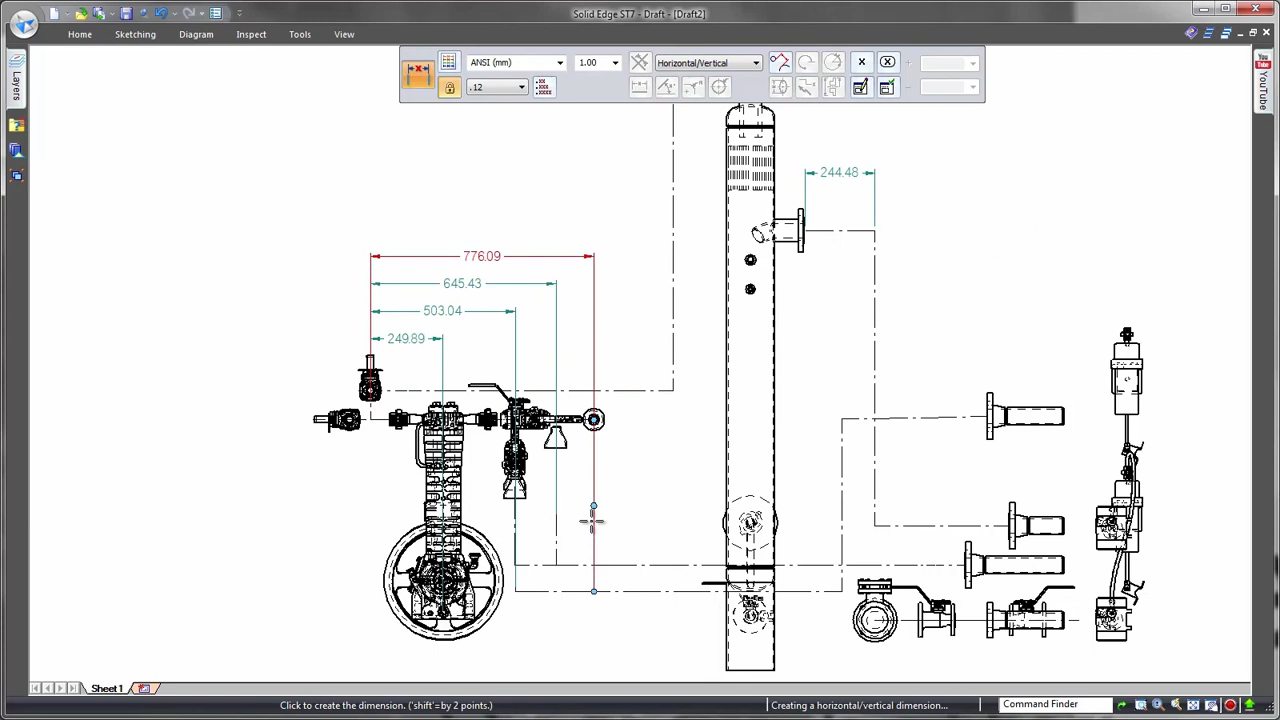 Solid Edge ST7 - Draft - [Draft2]
Home Sketching Diagram Inspect Tools View
ANSI (mm) 1.00 Horizontal/Vertical
.12
Layers
YouTube
244.48
776.09
645.43
503.04
249.89
Sheet1
Click to create the dimension. ('shift'=by 2 points.) Creating a horizontal/vertical dimension... Command Finder